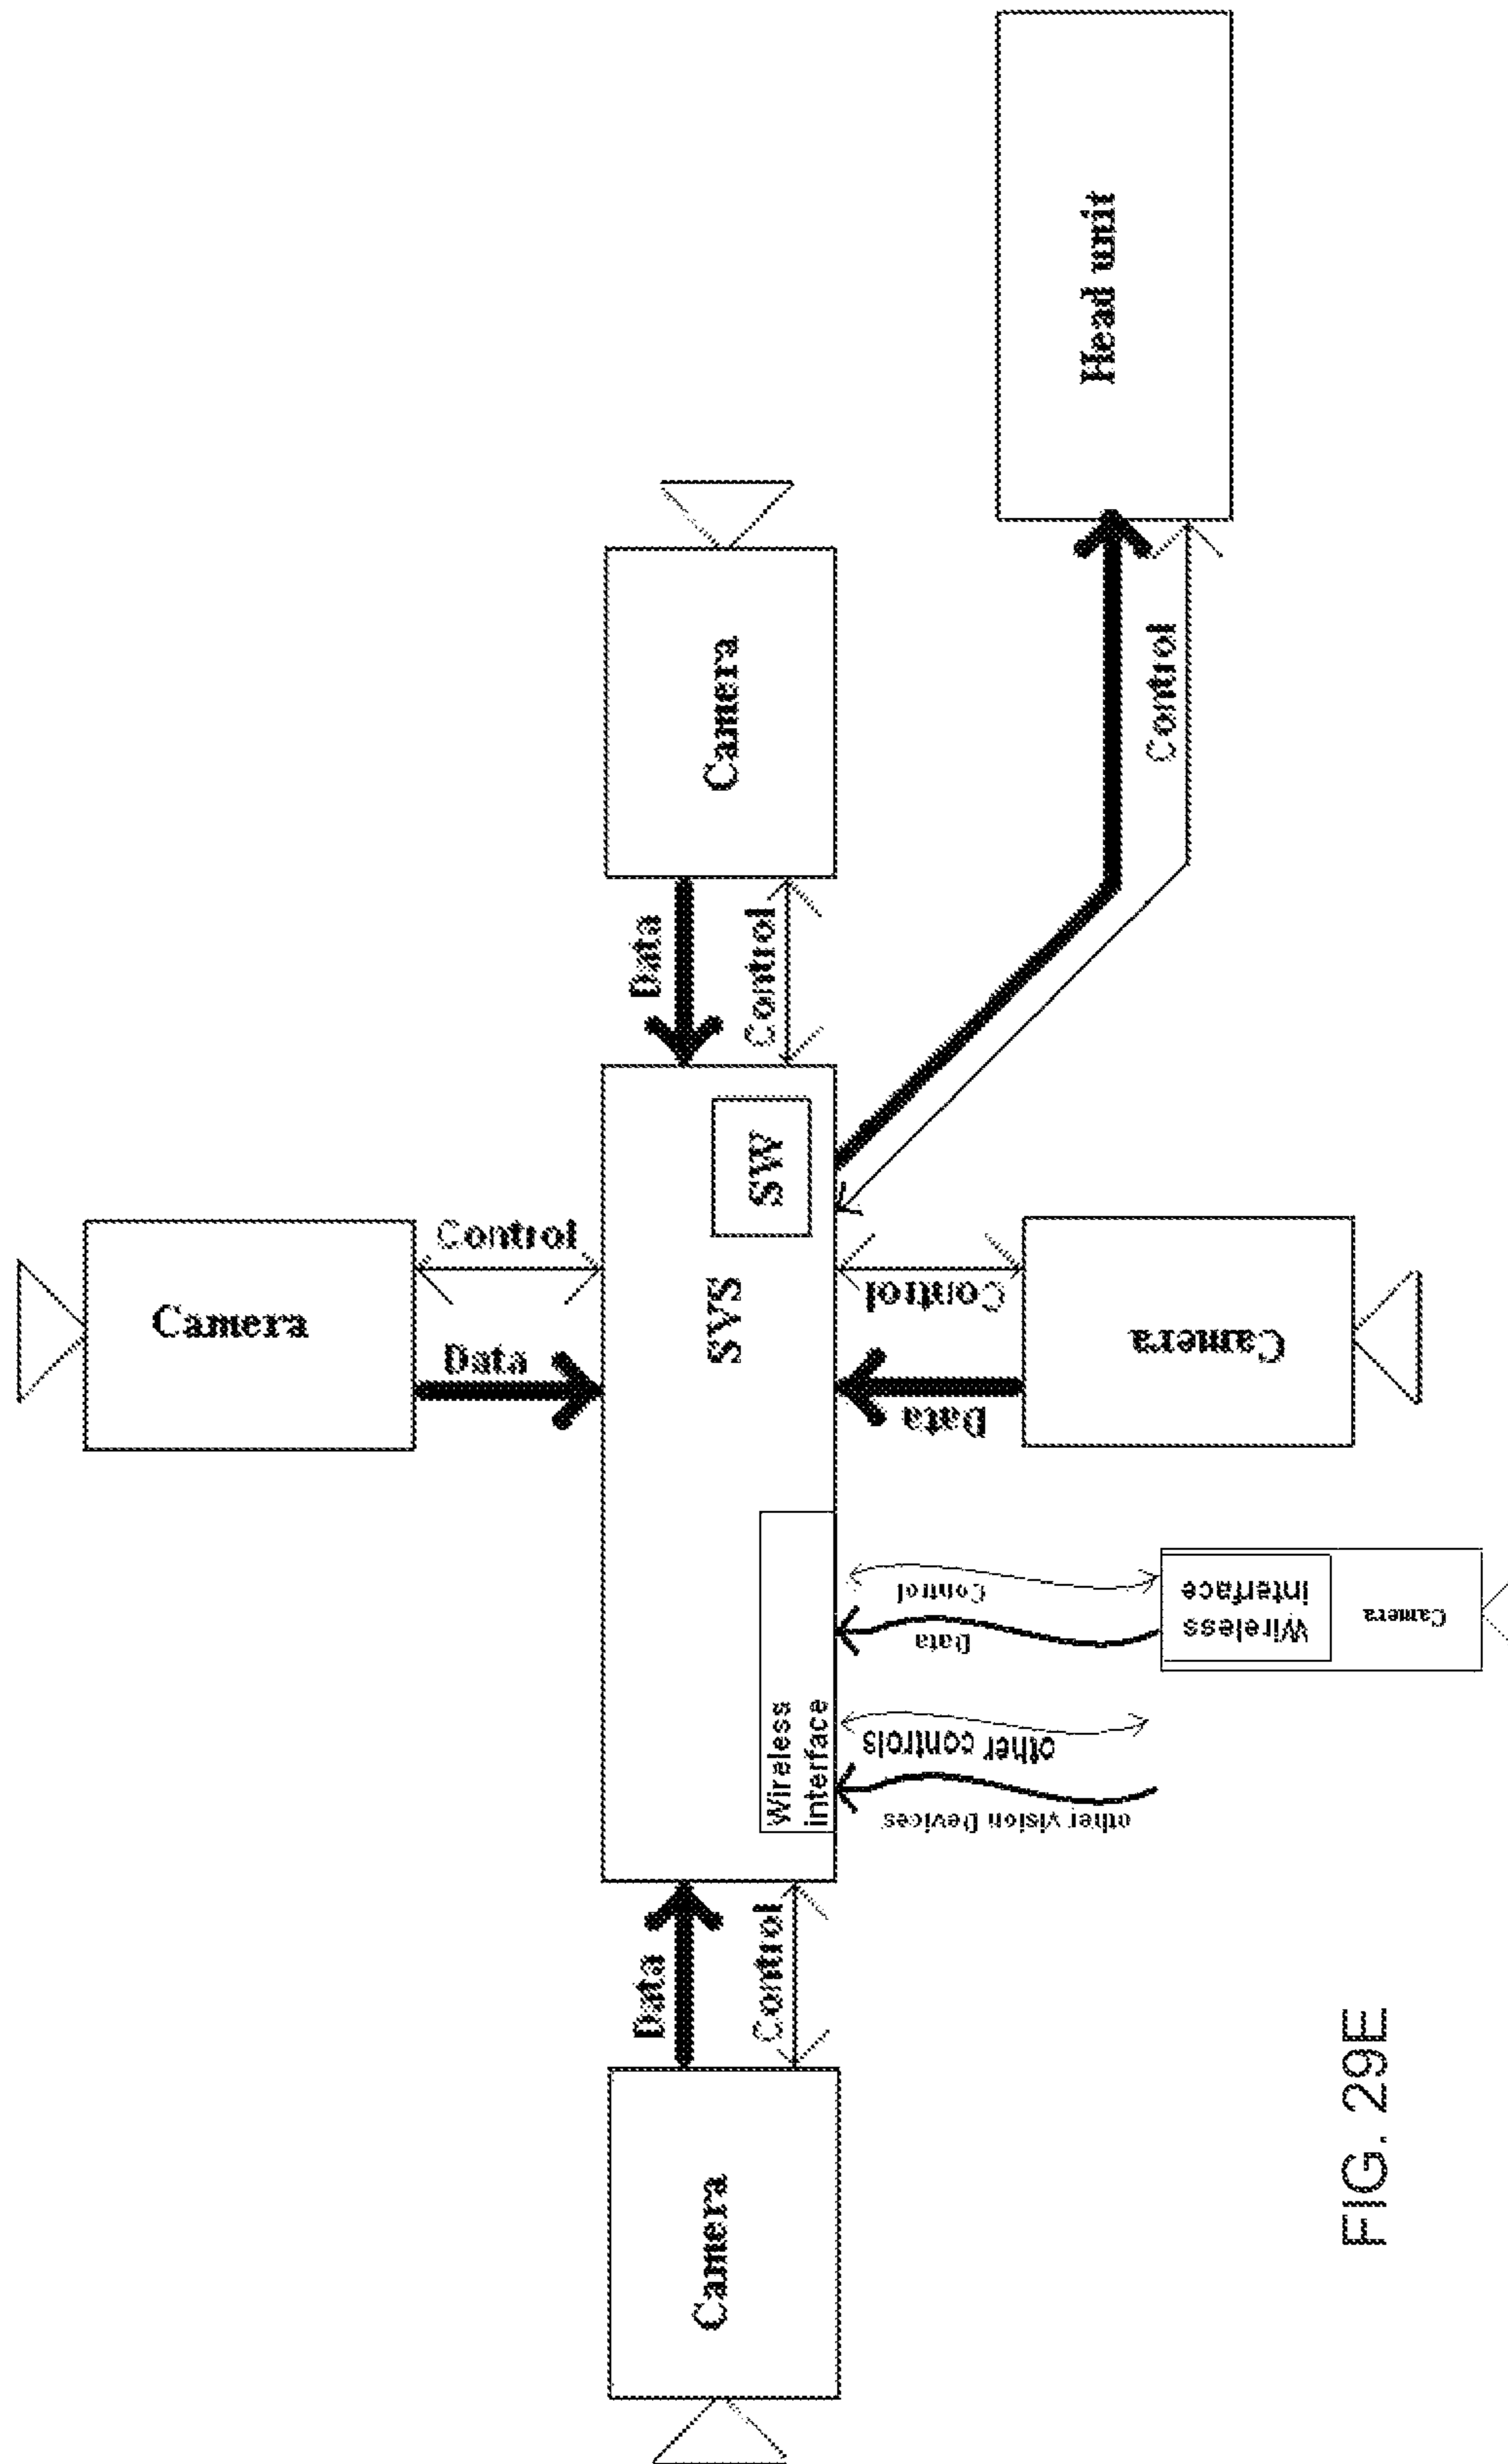 Camera
Data
Control
Camera
Data
Control
SVS
SW
Wireless
interface
Data
Control
Camera
Data
Control
Camera
other vision Devices
other controls
Data
Control
Wireless
interface
Camera
Control
Head unit
FIG. 29E